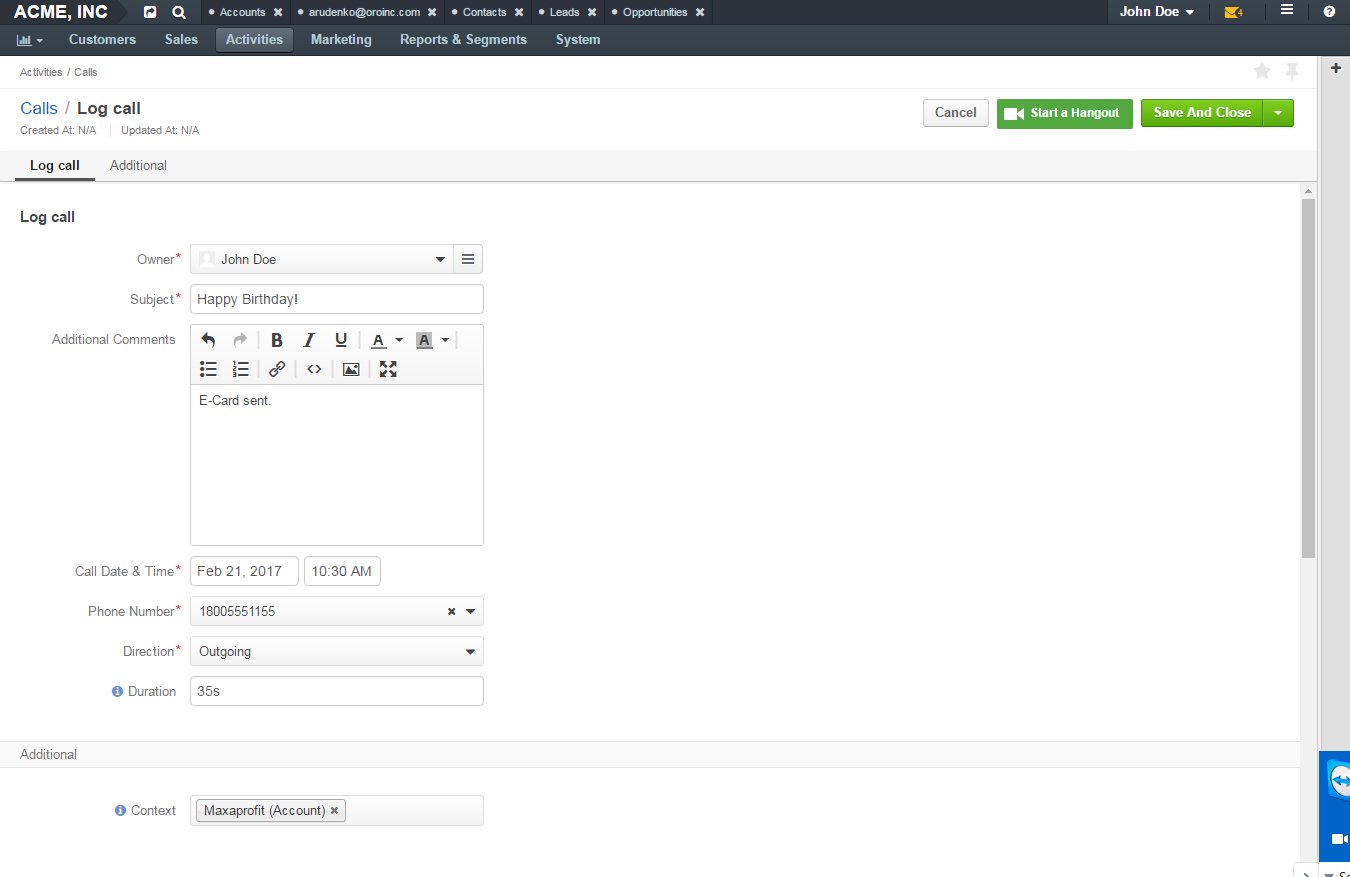 ACME, INC Accounts arudenko@oroinc.com Contacts Leads Opportunities John Doe 4
Customers Sales Activities Marketing Reports & Segments System
Activities / Calls
Calls / Log call
Created At: N/A Updated At: N/A
Cancel Start a Hangout Save And Close
Log call Additional
Log call
Owner* John Doe
Subject* Happy Birthday!
Additional Comments
B I U A A
E-Card sent.
Call Date & Time* Feb 21, 2017 10:30 AM
Phone Number* 18005551155
Direction* Outgoing
Duration 35s
Additional
Context Maxaprofit (Account)